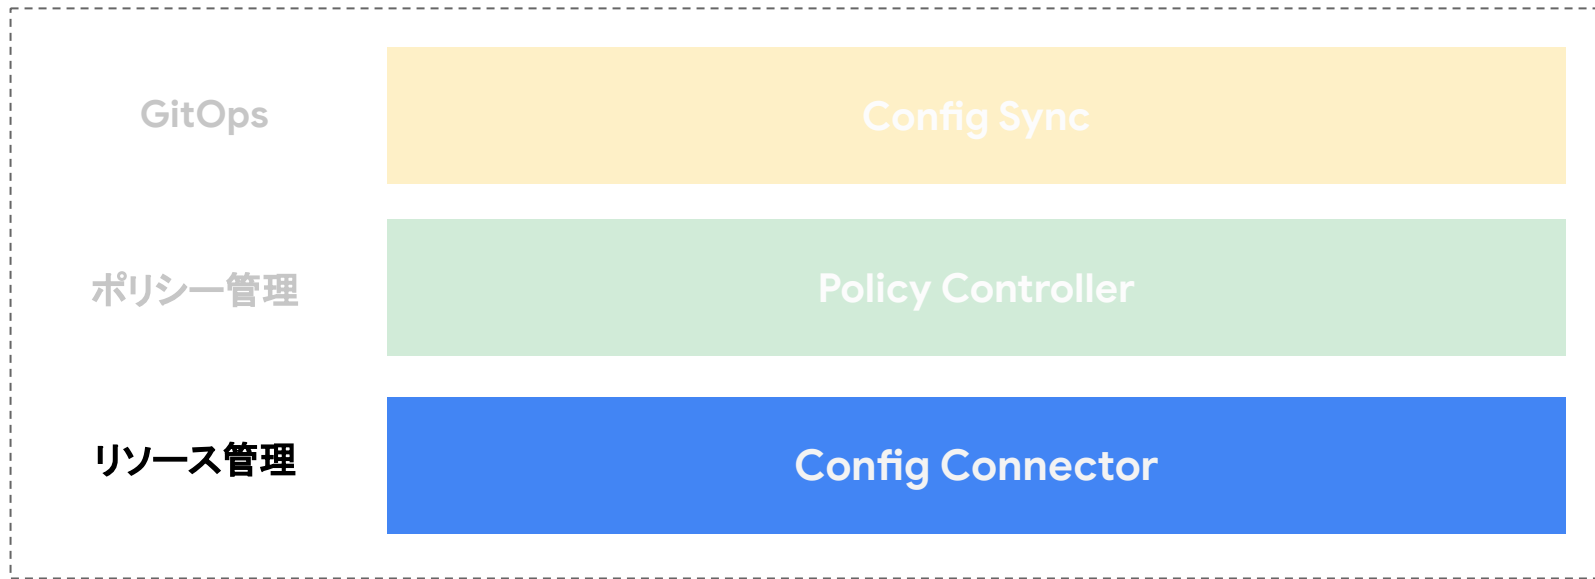 GitOps
Config Sync
ポリシー管理
Policy Controller
リソース管理
Config Connector